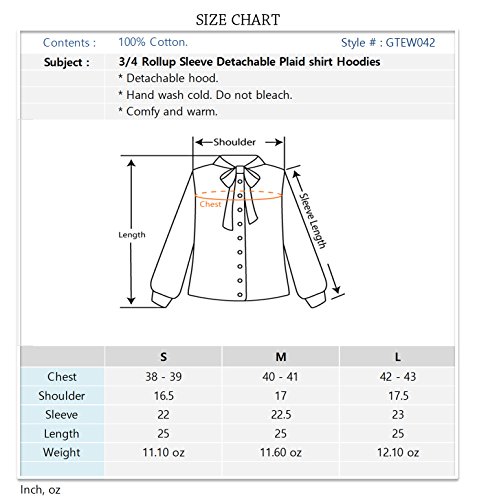 SIZE CHART
Contents : 100% Cotton. Style # : GTEW042
Subject : 3/4 Rollup Sleeve Detachable Plaid shirt Hoodies
* Detachable hood.
* Hand wash cold. Do not bleach.
* Comfy and warm.
Shoulder
Chest
Length
Sleeve Length
S M L
Chest 38 - 39 40 - 41 42 - 43
Shoulder 16.5 17 17.5
Sleeve 22 22.5 23
Length 25 25 25
Weight 11.10 oz 11.60 oz 12.10 oz
Inch, oz